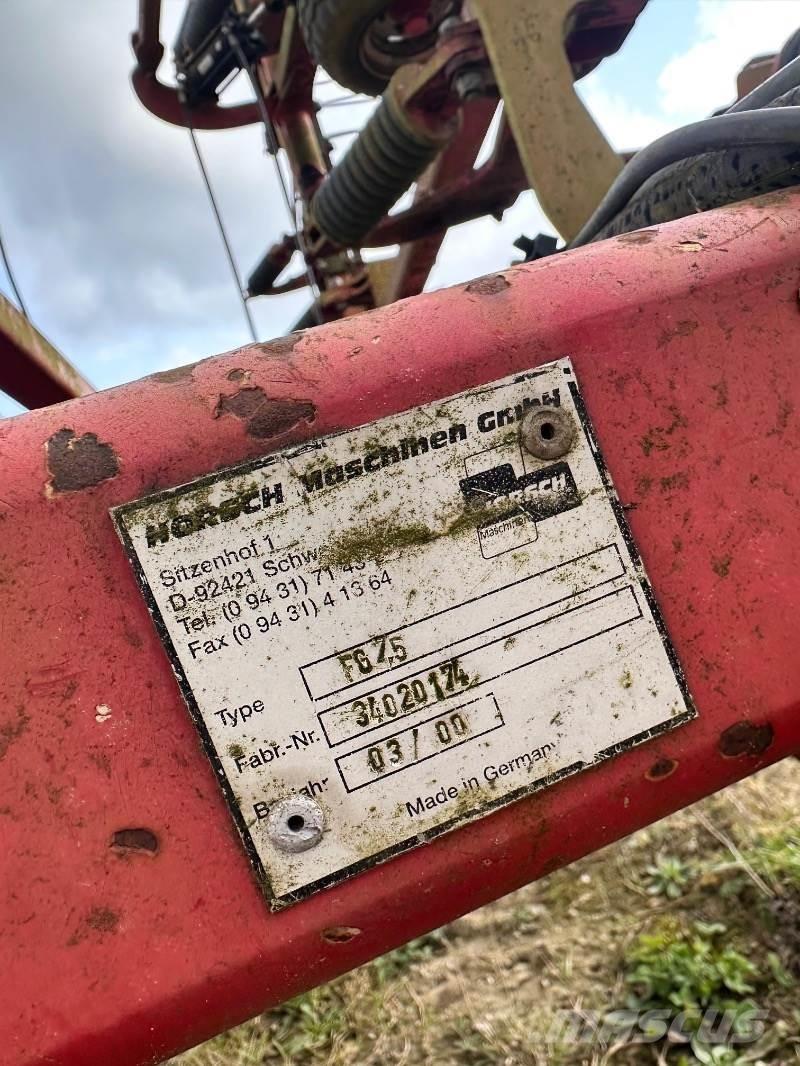 HORSCH Maschinen GmbH
HORSCH
Maschinen
Sitzenhof 1
D-92421
Tel. (0 94 31) 71 43
Fax (0 94 31) 4 13 64
Type FG 7,5
Fabr.-Nr. 34020174
03/00
Made in Germany
MASCUS